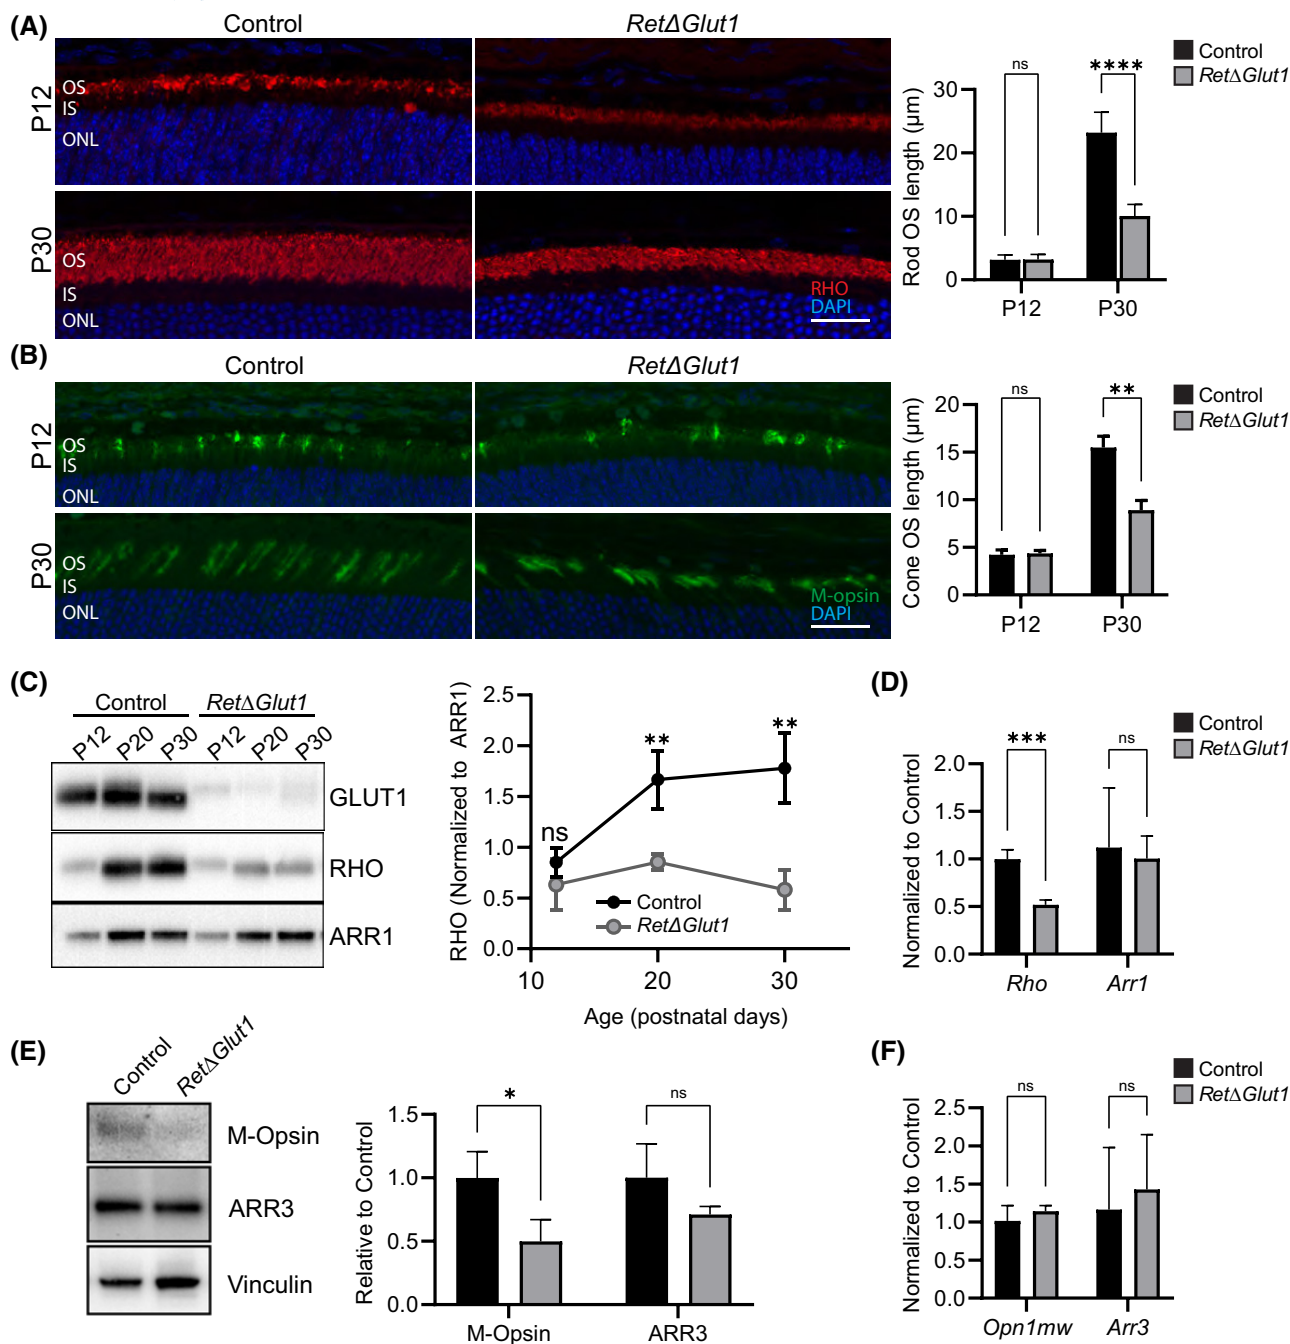 (A)
Control
RetΔGlut1
P12
OS
IS
ONL
P30
OS
IS
ONL
RHO
DAPI
Rod OS length (µm)
30
20
10
0
ns
****
P12
P30
Control
RetΔGlut1
(B)
Control
RetΔGlut1
P12
OS
IS
ONL
P30
OS
IS
ONL
M-opsin
DAPI
Cone OS length (µm)
20
15
10
5
0
ns
**
P12
P30
Control
RetΔGlut1
(C)
Control
RetΔGlut1
P12
P20
P30
P12
P20
P30
GLUT1
RHO
ARR1
RHO (Normalized to ARR1)
2.5
2.0
1.5
1.0
0.5
0.0
ns
**
**
Control
RetΔGlut1
10
20
30
Age (postnatal days)
(D)
Control
RetΔGlut1
Normalized to Control
2.0
1.5
1.0
0.5
0.0
***
ns
Rho
Arr1
(E)
Control
RetΔGlut1
M-Opsin
ARR3
Vinculin
Relative to Control
1.5
1.0
0.5
0.0
*
ns
M-Opsin
ARR3
(F)
Control
RetΔGlut1
Normalized to Control
2.5
2.0
1.5
1.0
0.5
0.0
ns
ns
Opn1mw
Arr3